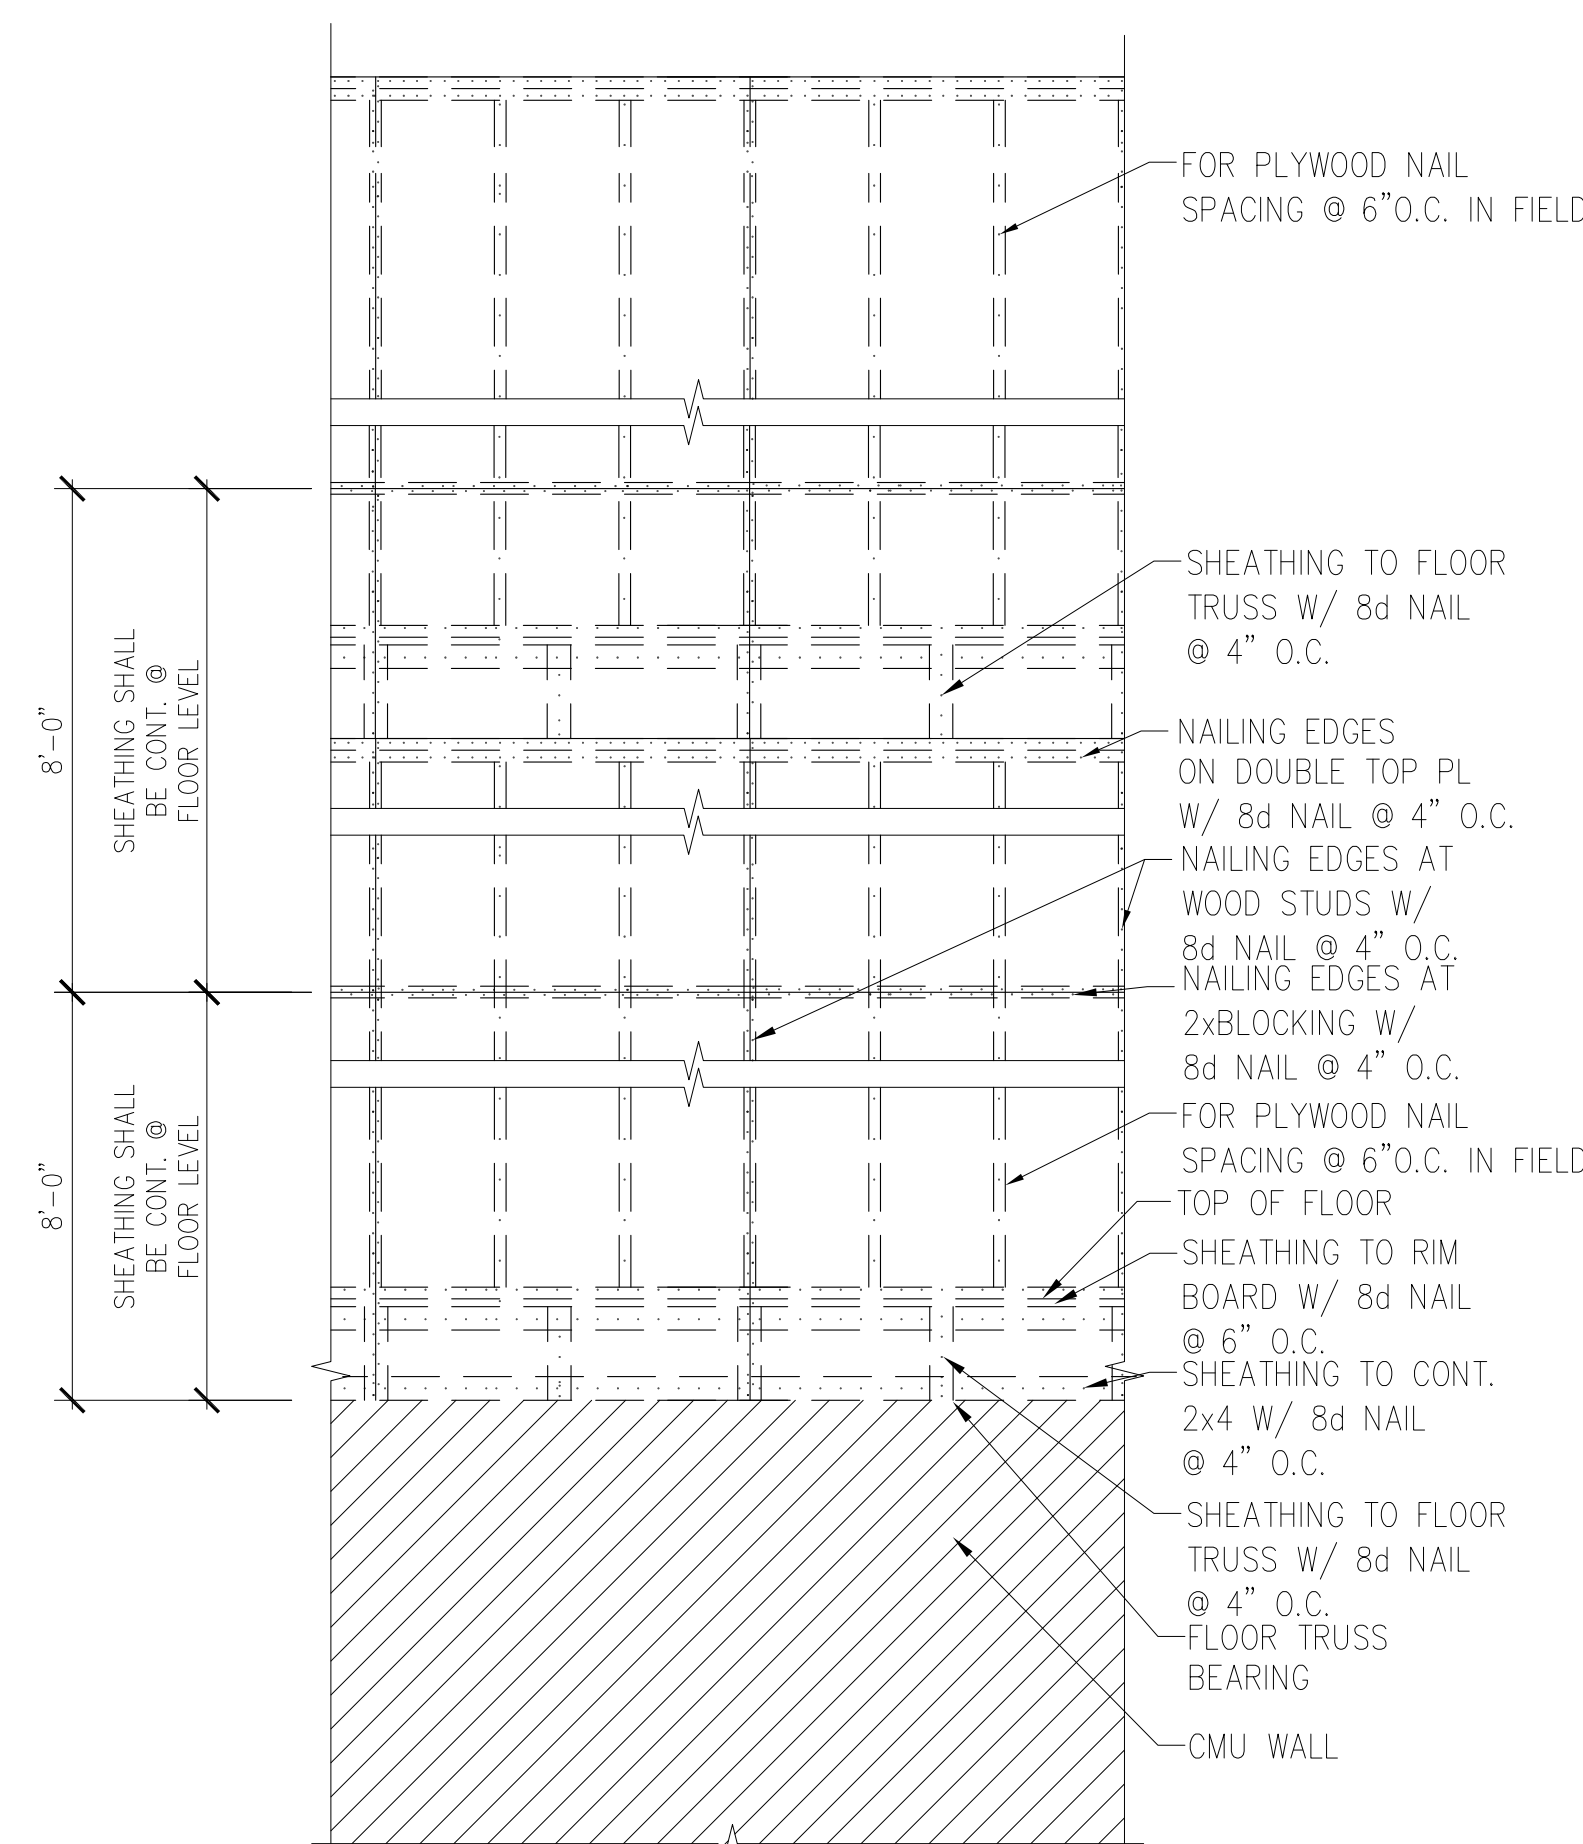 FOR PLYWOOD NAIL
SPACING @ 6"O.C. IN FIELD
SHEATHING TO FLOOR
TRUSS W/ 8d NAIL
@ 4" O.C.
NAILING EDGES
ON DOUBLE TOP PL
W/ 8d NAIL @ 4" O.C.
NAILING EDGES AT
WOOD STUDS W/
8d NAIL @ 4" O.C.
NAILING EDGES AT
2xBLOCKING W/
8d NAIL @ 4" O.C.
FOR PLYWOOD NAIL
SPACING @ 6"O.C. IN FIELD
TOP OF FLOOR
SHEATHING TO RIM
BOARD W/ 8d NAIL
@ 6" O.C.
SHEATHING TO CONT.
2x4 W/ 8d NAIL
@ 4" O.C.
SHEATHING TO FLOOR
TRUSS W/ 8d NAIL
@ 4" O.C.
FLOOR TRUSS
BEARING
CMU WALL
8'-0"
SHEATHING SHALL
BE CONT. @
FLOOR LEVEL
8'-0"
SHEATHING SHALL
BE CONT. @
FLOOR LEVEL